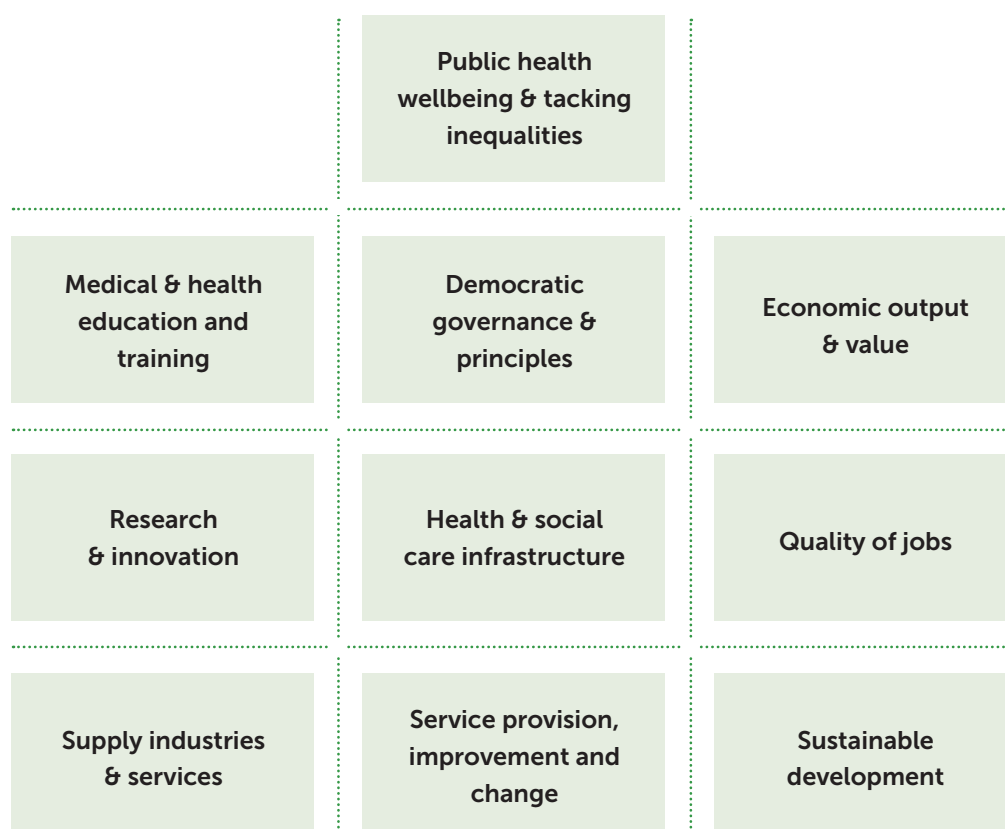 Public health
wellbeing & tacking
inequalities
Medical & health
education and
training
Democratic
governance &
principles
Economic output
& value
Research
& innovation
Health & social
care infrastructure
Quality of jobs
Supply industries
& services
Service provision,
improvement and
change
Sustainable
development